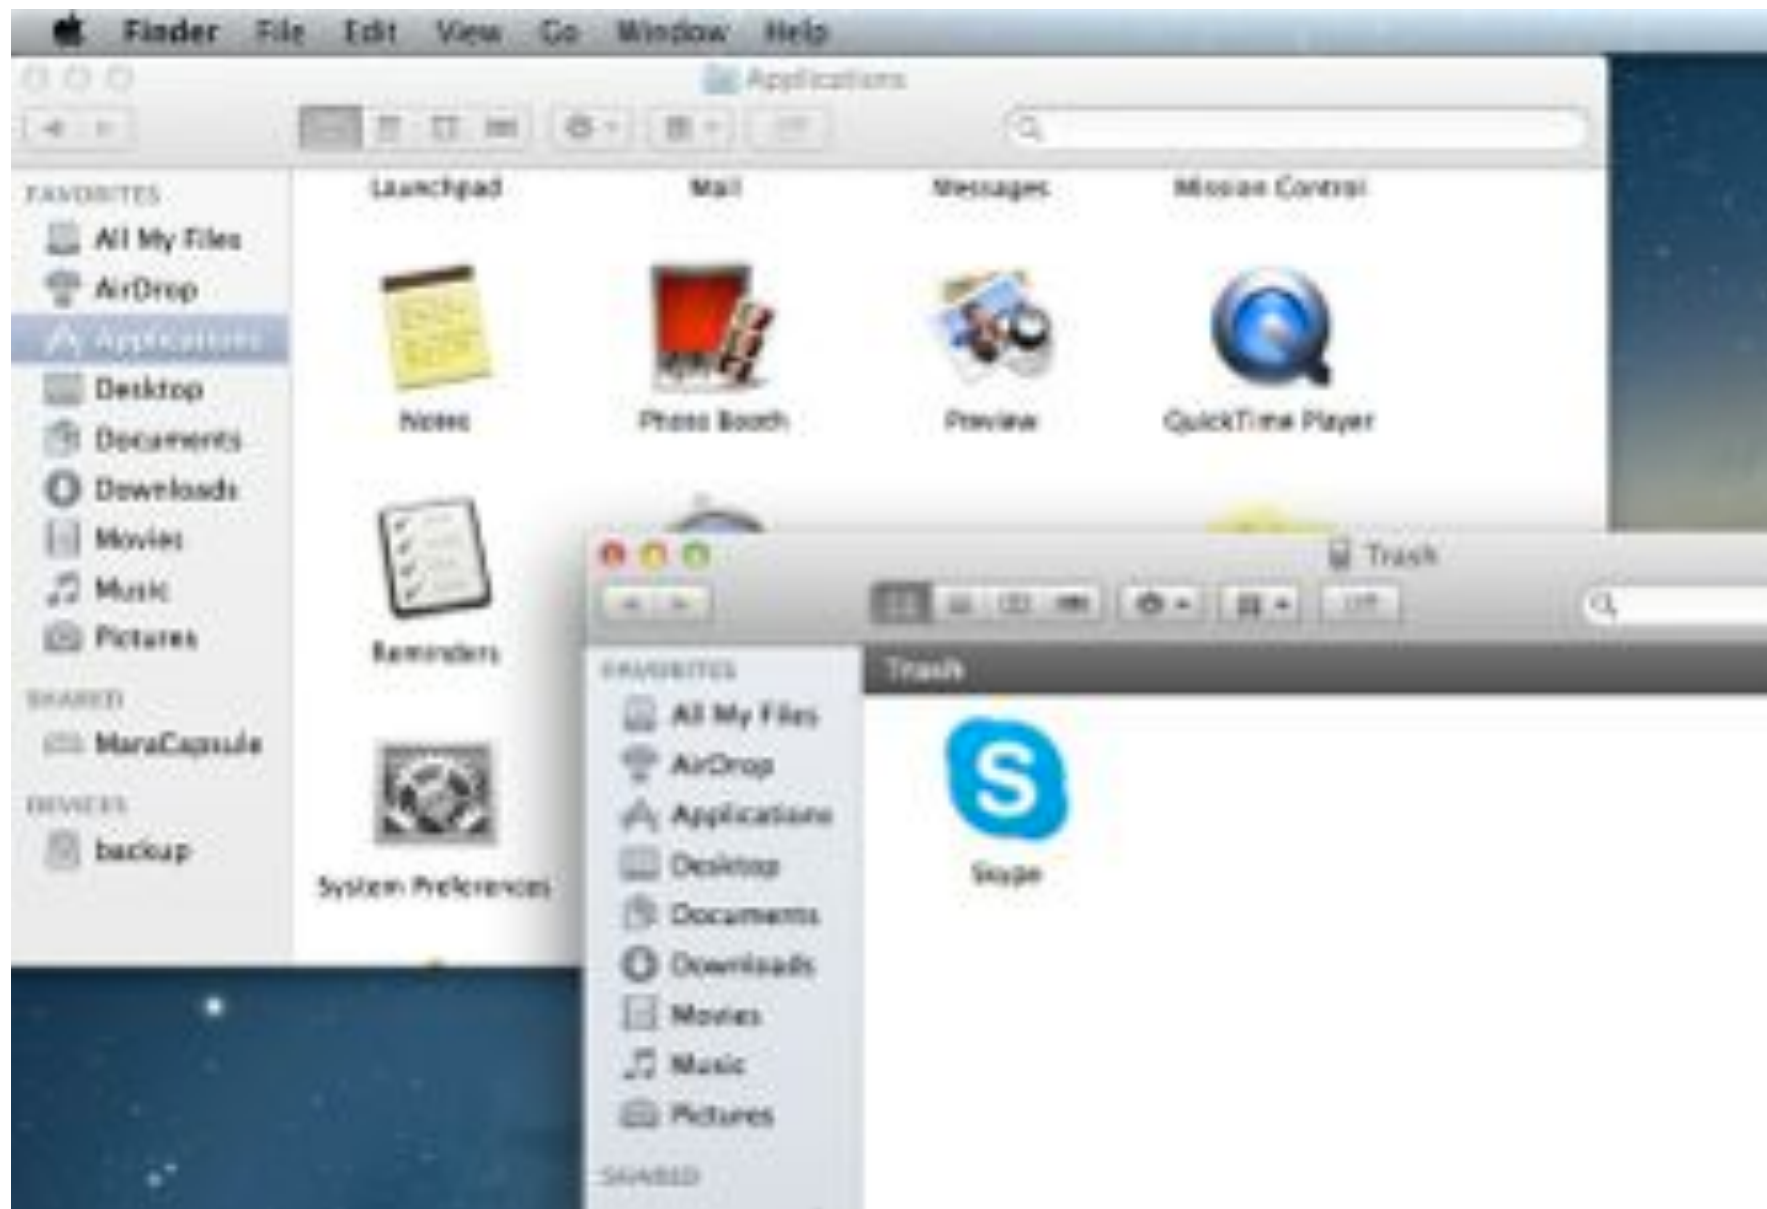 Finder File Edit View Go Window Help
Applications
FAVORITES
All My Files
AirDrop
Applications
Desktop
Documents
Downloads
Movies
Music
Pictures
SHARED
MaraCapsule
DEVICES
backup
Launchpad Mail Messages Mission Control
Notes Photo Booth Preview QuickTime Player
Reminders
System Preferences
Trash
FAVORITES
All My Files
AirDrop
Applications
Desktop
Documents
Downloads
Movies
Music
Pictures
SHARED
Trash
S
Skype